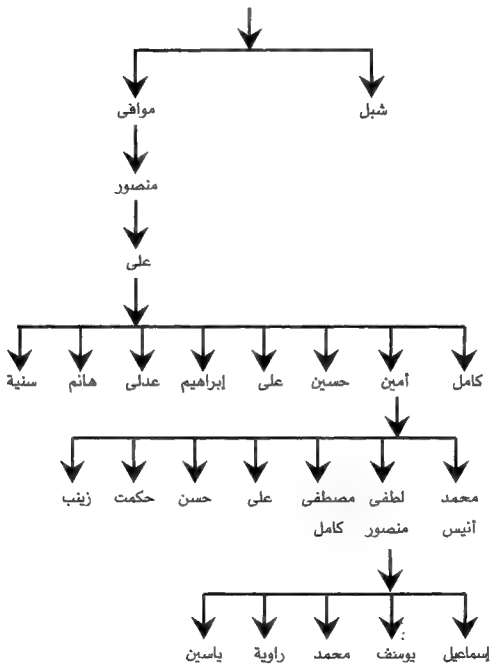 شبل موافى
منصور
على
كامل أمين حسين على إبراهيم عدلى هانم سنية
محمد لطفى مصطفى على حسن حكمت زينب
أنيس منصور كامل
إسماعيل يوسف محمد راوية ياسين